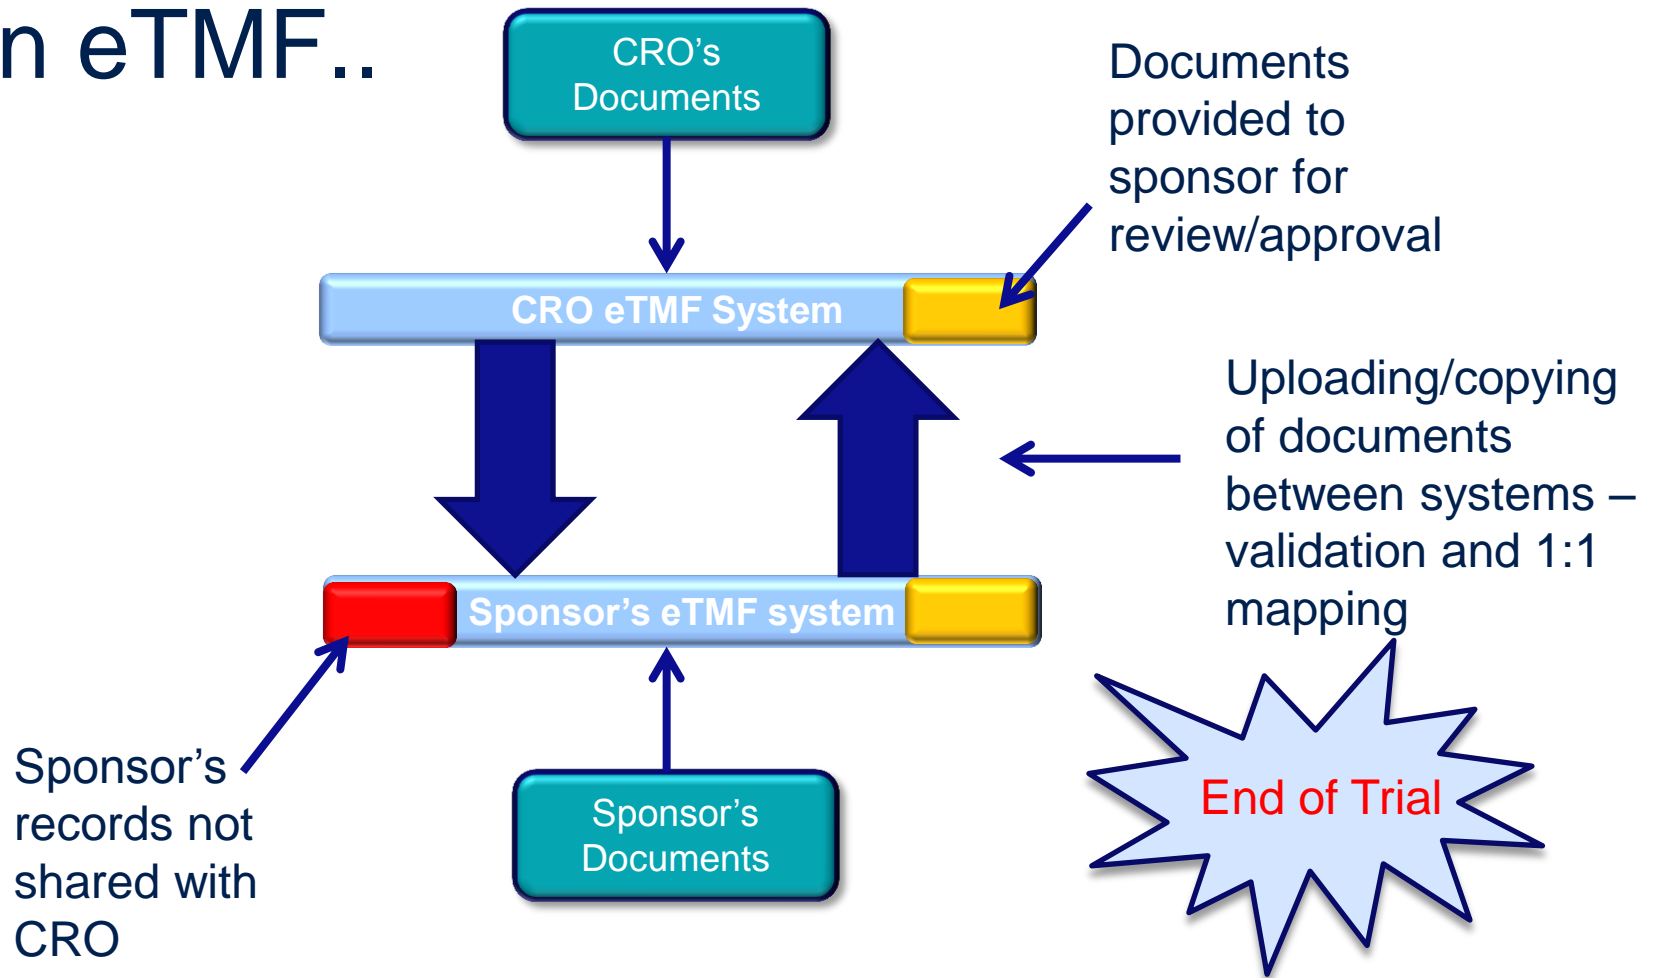 n eTMF..
CRO's
Documents
Documents
provided to
sponsor for
review/approval
CRO eTMF System
Uploading/copying
of documents
between systems –
validation and 1:1
mapping
Sponsor's eTMF system
Sponsor's
records not
shared with
CRO
Sponsor's
Documents
End of Trial